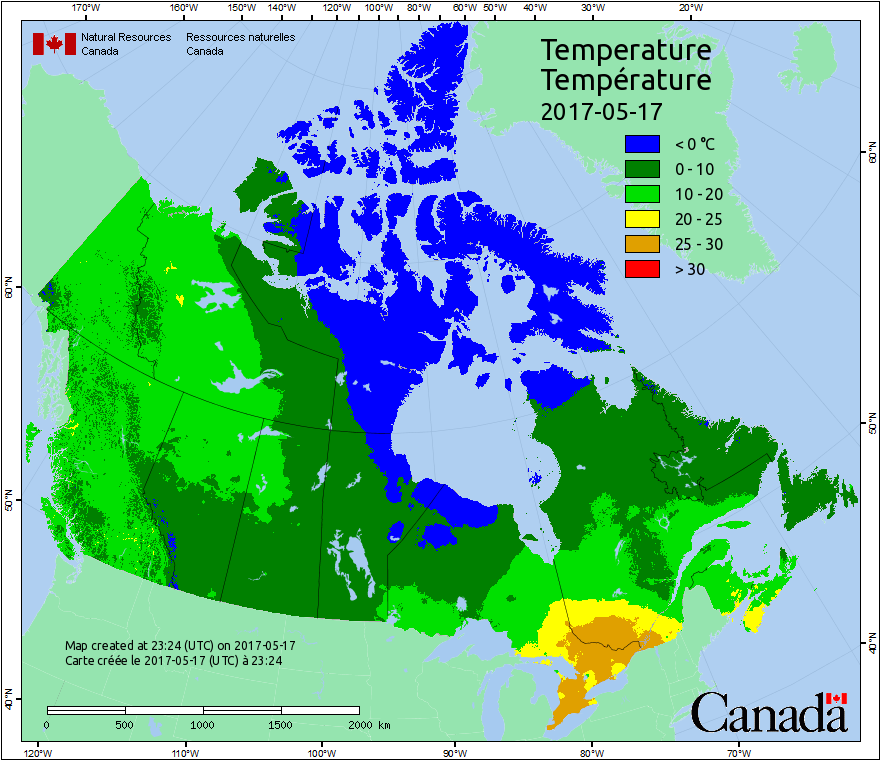 170°W 160°W 150°W 140°W 130°W 120°W 110°W 100°W 90°W 80°W 60°W 50°W 40°W 30°W 20°W
Natural Resources Canada
Ressources naturelles Canada
Temperature
Température
2017-05-17
< 0 °C
0 - 10
10 - 20
20 - 25
25 - 30
> 30
60°N
60°N
50°N
50°N
40°N
40°N
Map created at 23:24 (UTC) on 2017-05-17
Carte créée le 2017-05-17 (UTC) à 23:24
0 500 1000 1500 2000 km
Canada
120°W 110°W 100°W 90°W 80°W 70°W